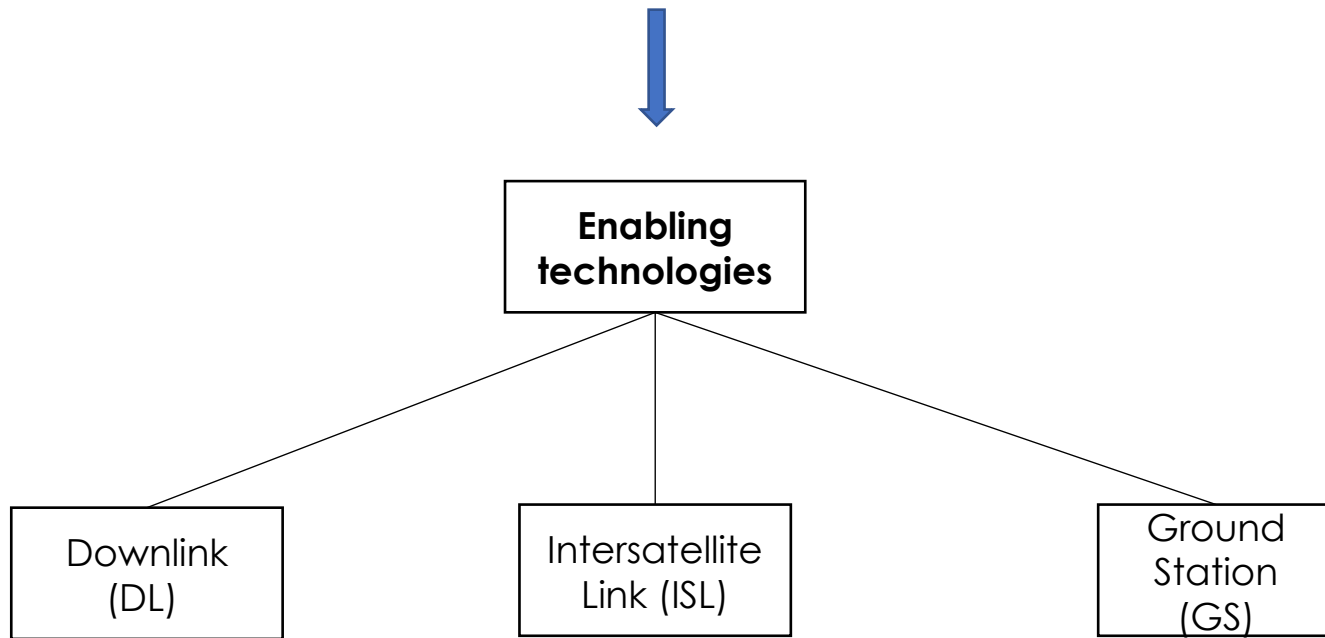 Enabling
technologies
Downlink
(DL)
Intersatellite
Link (ISL)
Ground
Station
(GS)